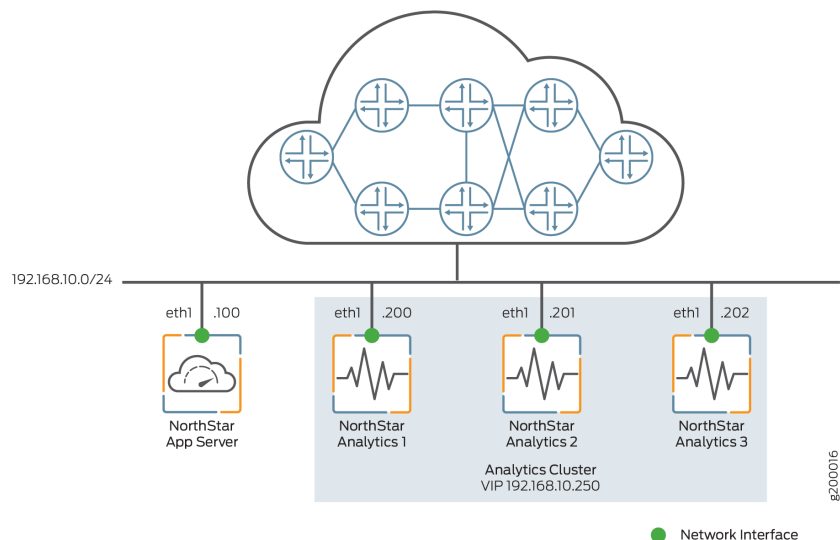 192.168.10.0/24
eth1 .100
eth1 .200
eth1 .201
eth1 .202
NorthStar
App Server
NorthStar
Analytics 1
NorthStar
Analytics 2
NorthStar
Analytics 3
Analytics Cluster
VIP 192.168.10.250
g200016
Network Interface